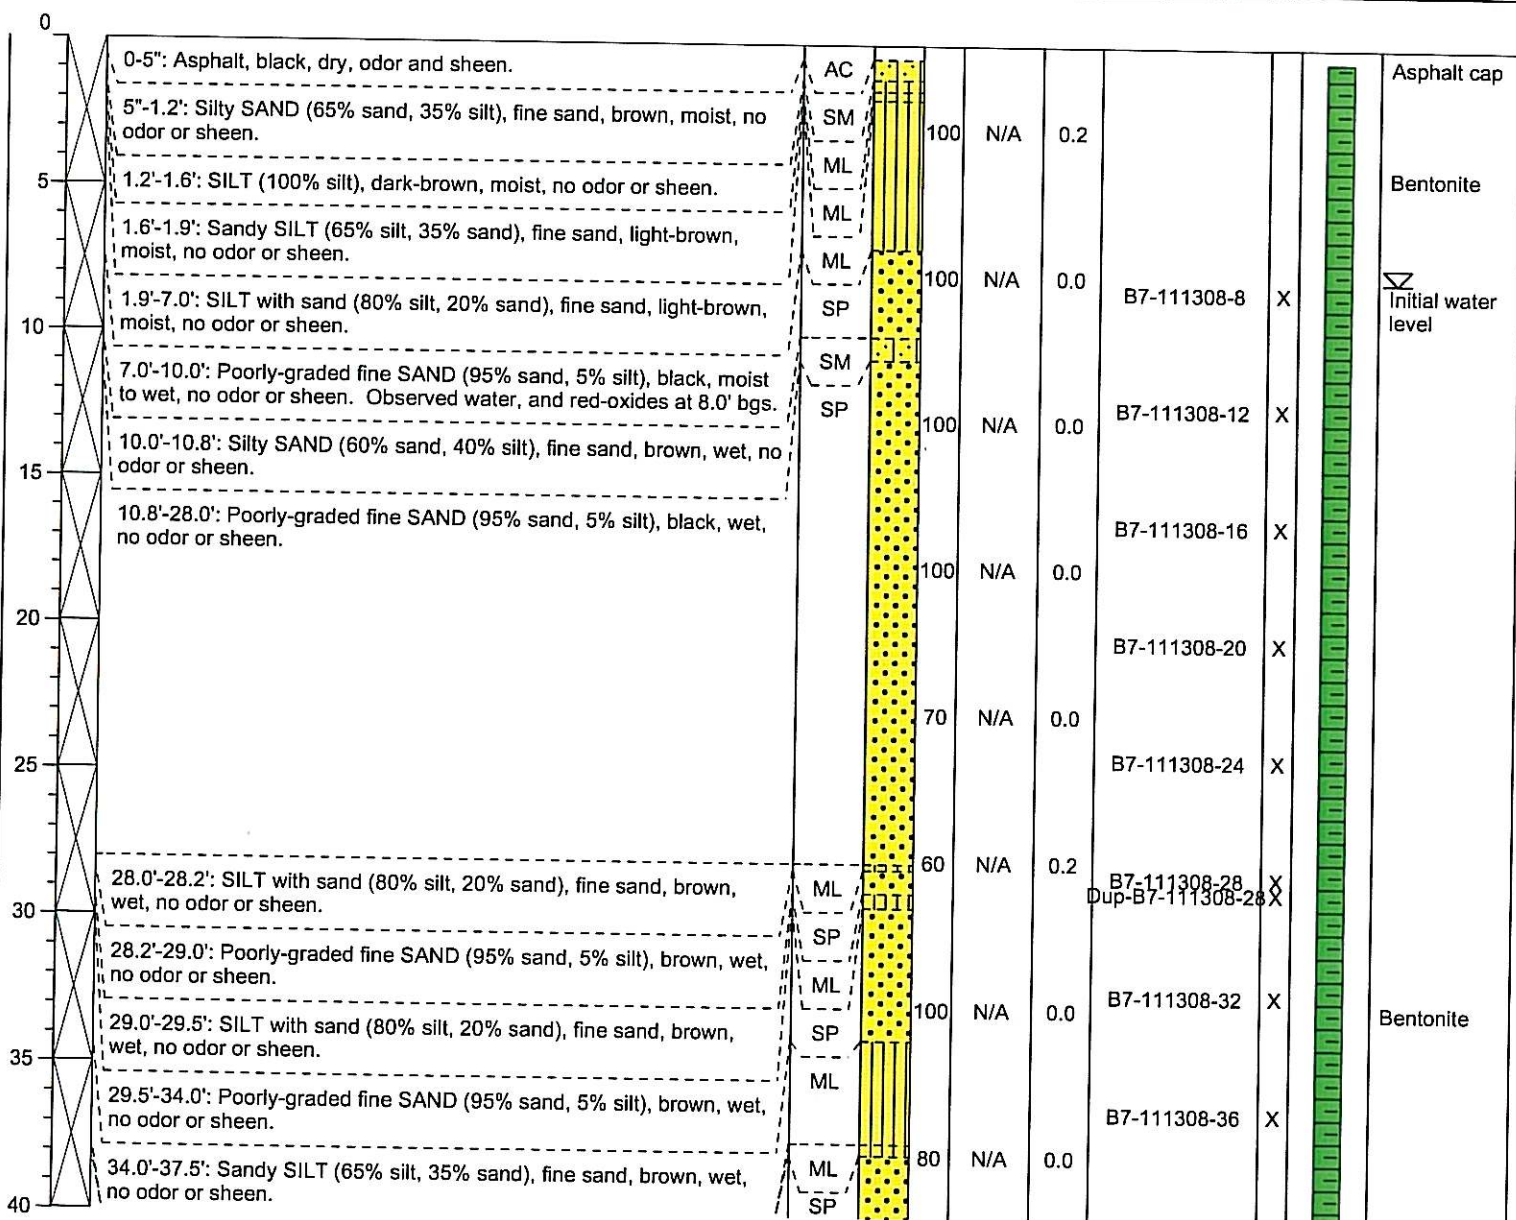 0
0-5": Asphalt, black, dry, odor and sheen.
AC
Asphalt cap
5"-1.2': Silty SAND (65% sand, 35% silt), fine sand, brown, moist, no
odor or sheen.
SM
100 N/A 0.2
ML
5
1.2'-1.6': SILT (100% silt), dark-brown, moist, no odor or sheen.
Bentonite
ML
1.6'-1.9': Sandy SILT (65% silt, 35% sand), fine sand, light-brown,
moist, no odor or sheen.
ML
100 N/A 0.0
B7-111308-8 X
Initial water
level
1.9'-7.0': SILT with sand (80% silt, 20% sand), fine sand, light-brown,
moist, no odor or sheen.
SP
10
SM
7.0'-10.0': Poorly-graded fine SAND (95% sand, 5% silt), black, moist
to wet, no odor or sheen. Observed water, and red-oxides at 8.0' bgs.
SP
B7-111308-12 X
100 N/A 0.0
10.0'-10.8': Silty SAND (60% sand, 40% silt), fine sand, brown, wet, no
odor or sheen.
15
10.8'-28.0': Poorly-graded fine SAND (95% sand, 5% silt), black, wet,
no odor or sheen.
B7-111308-16 X
100 N/A 0.0
20
B7-111308-20 X
70 N/A 0.0
25
B7-111308-24 X
60 N/A 0.2
28.0'-28.2': SILT with sand (80% silt, 20% sand), fine sand, brown,
wet, no odor or sheen.
ML
B7-111308-28 X
Dup-B7-111308-28 X
30
SP
28.2'-29.0': Poorly-graded fine SAND (95% sand, 5% silt), brown, wet,
no odor or sheen.
ML
B7-111308-32 X
100 N/A 0.0
Bentonite
29.0'-29.5': SILT with sand (80% silt, 20% sand), fine sand, brown,
wet, no odor or sheen.
SP
35
ML
29.5'-34.0': Poorly-graded fine SAND (95% sand, 5% silt), brown, wet,
no odor or sheen.
B7-111308-36 X
80 N/A 0.0
34.0'-37.5': Sandy SILT (65% silt, 35% sand), fine sand, brown, wet,
no odor or sheen.
ML
40
SP